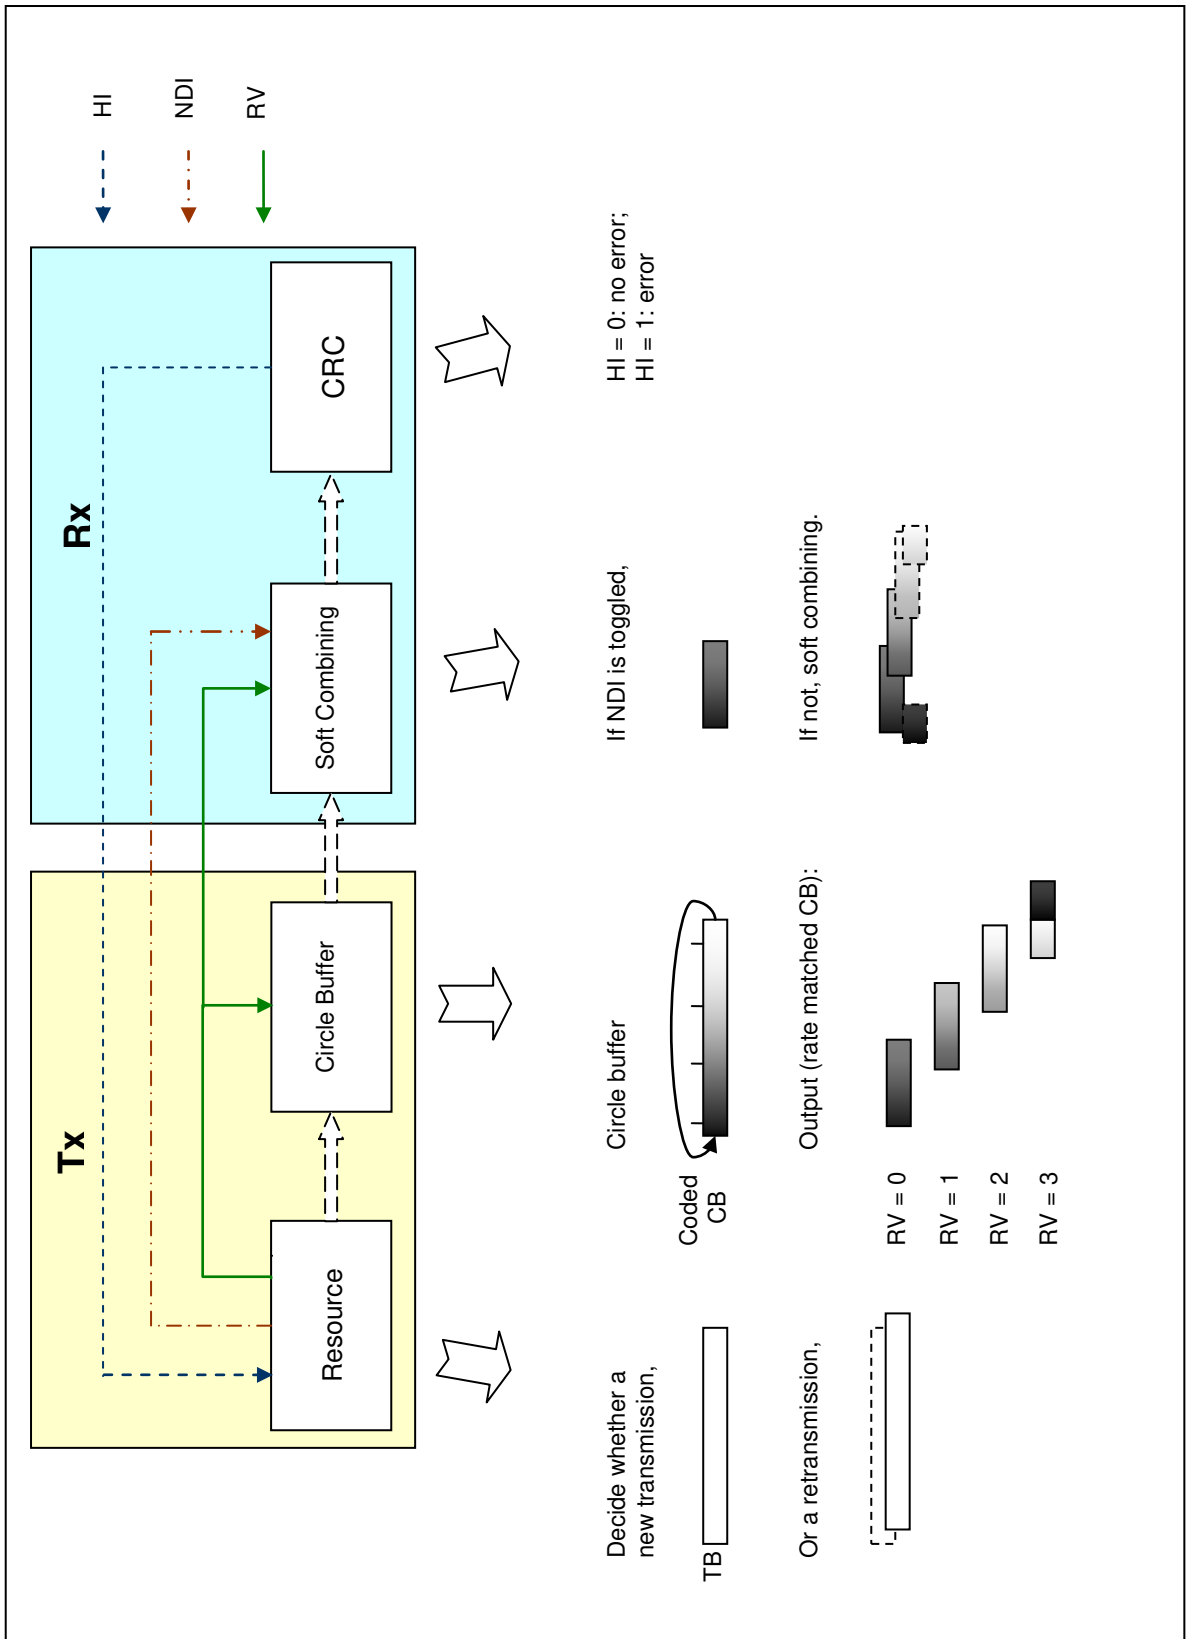 HI
NDI
RV
Tx
Rx
Resource
Circle Buffer
Soft Combining
CRC
Decide whether a
new transmission,
TB
Or a retransmission,
Circle buffer
Coded
CB
Output (rate matched CB):
RV = 0
RV = 1
RV = 2
RV = 3
If NDI is toggled,
If not, soft combining.
HI = 0: no error;
HI = 1: error